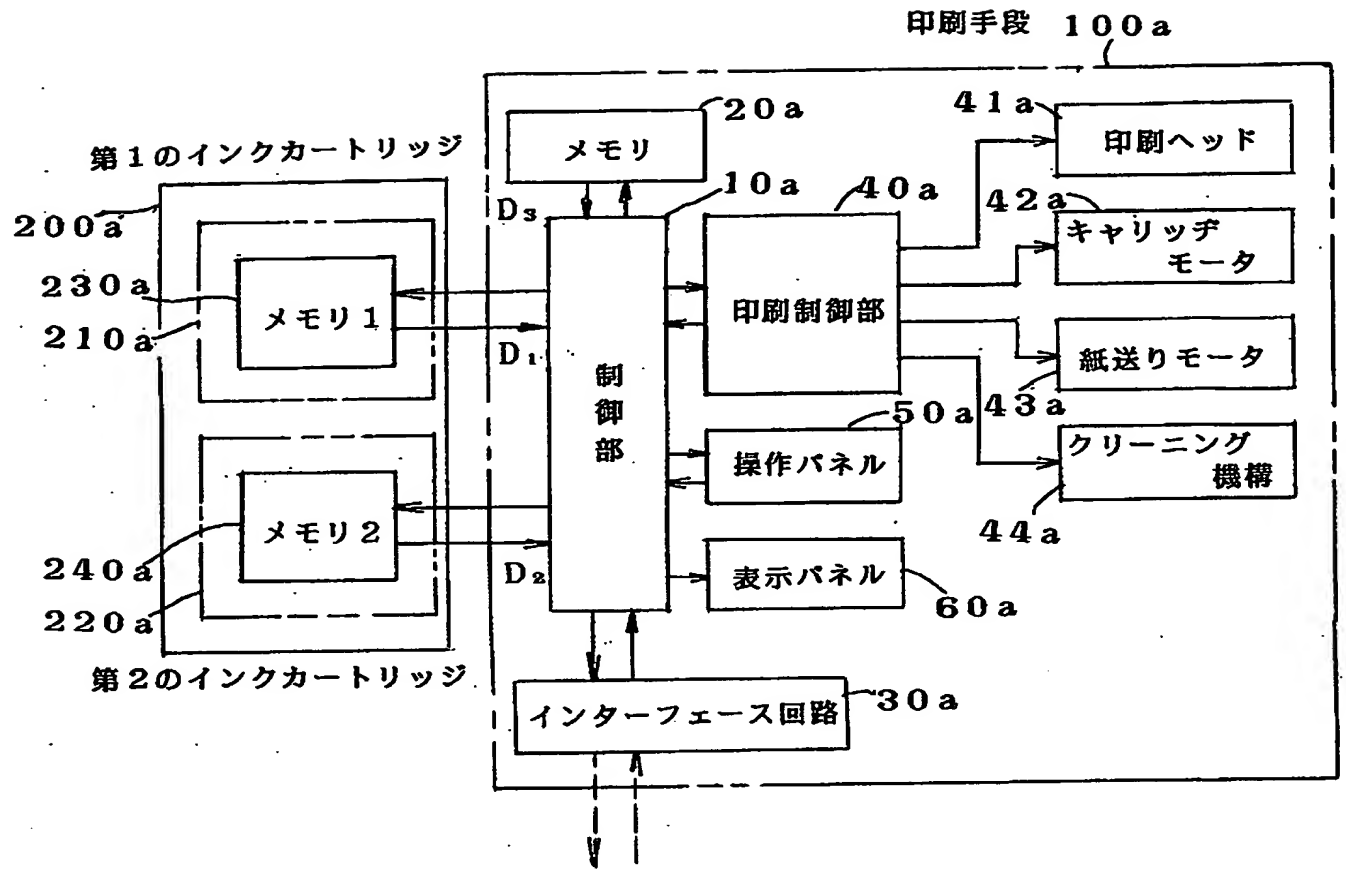 印刷手段 100a
20a
メモリ
41a
印刷ヘッド
第1のインクカートリッジ
10a
40a
D3
200a
42a
キャリッヂ
モータ
230a
メモリ1
210a
D1
印刷制御部
制御部
紙送りモータ
43a
50a
操作パネル
クリーニング
機構
44a
メモリ2
240a
D2
220a
表示パネル
60a
第2のインクカートリッジ
インターフェース回路
30a